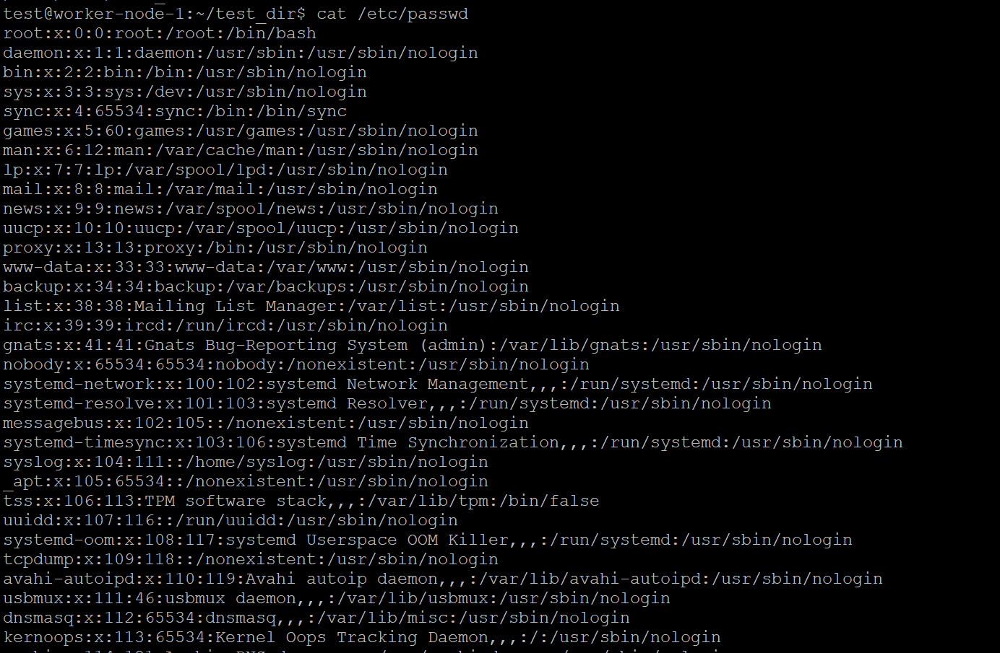 test@worker-node-1:~/test_dir$ cat /etc/passwd
root:x:0:0:root:/root:/bin/bash
daemon:x:1:1:daemon:/usr/sbin:/usr/sbin/nologin
bin:x:2:2:bin:/bin:/usr/sbin/nologin
sys:x:3:3:sys:/dev:/usr/sbin/nologin
sync:x:4:65534:sync:/bin:/bin/sync
games:x:5:60:games:/usr/games:/usr/sbin/nologin
man:x:6:12:man:/var/cache/man:/usr/sbin/nologin
lp:x:7:7:lp:/var/spool/lpd:/usr/sbin/nologin
mail:x:8:8:mail:/var/mail:/usr/sbin/nologin
news:x:9:9:news:/var/spool/news:/usr/sbin/nologin
uucp:x:10:10:uucp:/var/spool/uucp:/usr/sbin/nologin
proxy:x:13:13:proxy:/bin:/usr/sbin/nologin
www-data:x:33:33:www-data:/var/www:/usr/sbin/nologin
backup:x:34:34:backup:/var/backups:/usr/sbin/nologin
list:x:38:38:Mailing List Manager:/var/list:/usr/sbin/nologin
irc:x:39:39:ircd:/run/ircd:/usr/sbin/nologin
gnats:x:41:41:Gnats Bug-Reporting System (admin):/var/lib/gnats:/usr/sbin/nologin
nobody:x:65534:65534:nobody:/nonexistent:/usr/sbin/nologin
systemd-network:x:100:102:systemd Network Management,,,:/run/systemd:/usr/sbin/nologin
systemd-resolve:x:101:103:systemd Resolver,,,:/run/systemd:/usr/sbin/nologin
messagebus:x:102:105::/nonexistent:/usr/sbin/nologin
systemd-timesync:x:103:106:systemd Time Synchronization,,,:/run/systemd:/usr/sbin/nologin
syslog:x:104:111::/home/syslog:/usr/sbin/nologin
_apt:x:105:65534::/nonexistent:/usr/sbin/nologin
tss:x:106:113:TPM software stack,,,:/var/lib/tpm:/bin/false
uuidd:x:107:116::/run/uuidd:/usr/sbin/nologin
systemd-oom:x:108:117:systemd Userspace OOM Killer,,,:/run/systemd:/usr/sbin/nologin
tcpdump:x:109:118::/nonexistent:/usr/sbin/nologin
avahi-autoipd:x:110:119:Avahi autoip daemon,,,:/var/lib/avahi-autoipd:/usr/sbin/nologin
usbmux:x:111:46:usbmux daemon,,,:/var/lib/usbmux:/usr/sbin/nologin
dnsmasq:x:112:65534:dnsmasq,,,:/var/lib/misc:/usr/sbin/nologin
kernoops:x:113:65534:Kernel Oops Tracking Daemon,,,:/:/usr/sbin/nologin